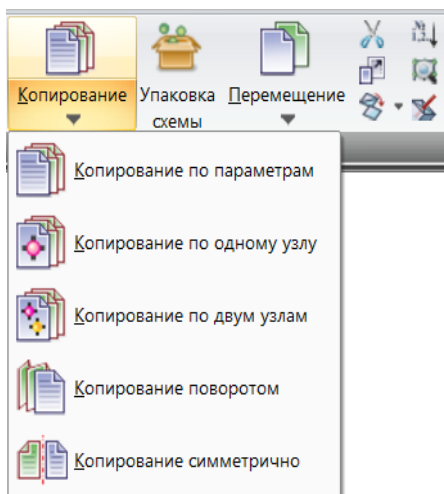 Копирование
Упаковка
схемы
Перемещение
Копирование по параметрам
Копирование по одному узлу
Копирование по двум узлам
Копирование поворотом
Копирование симметрично